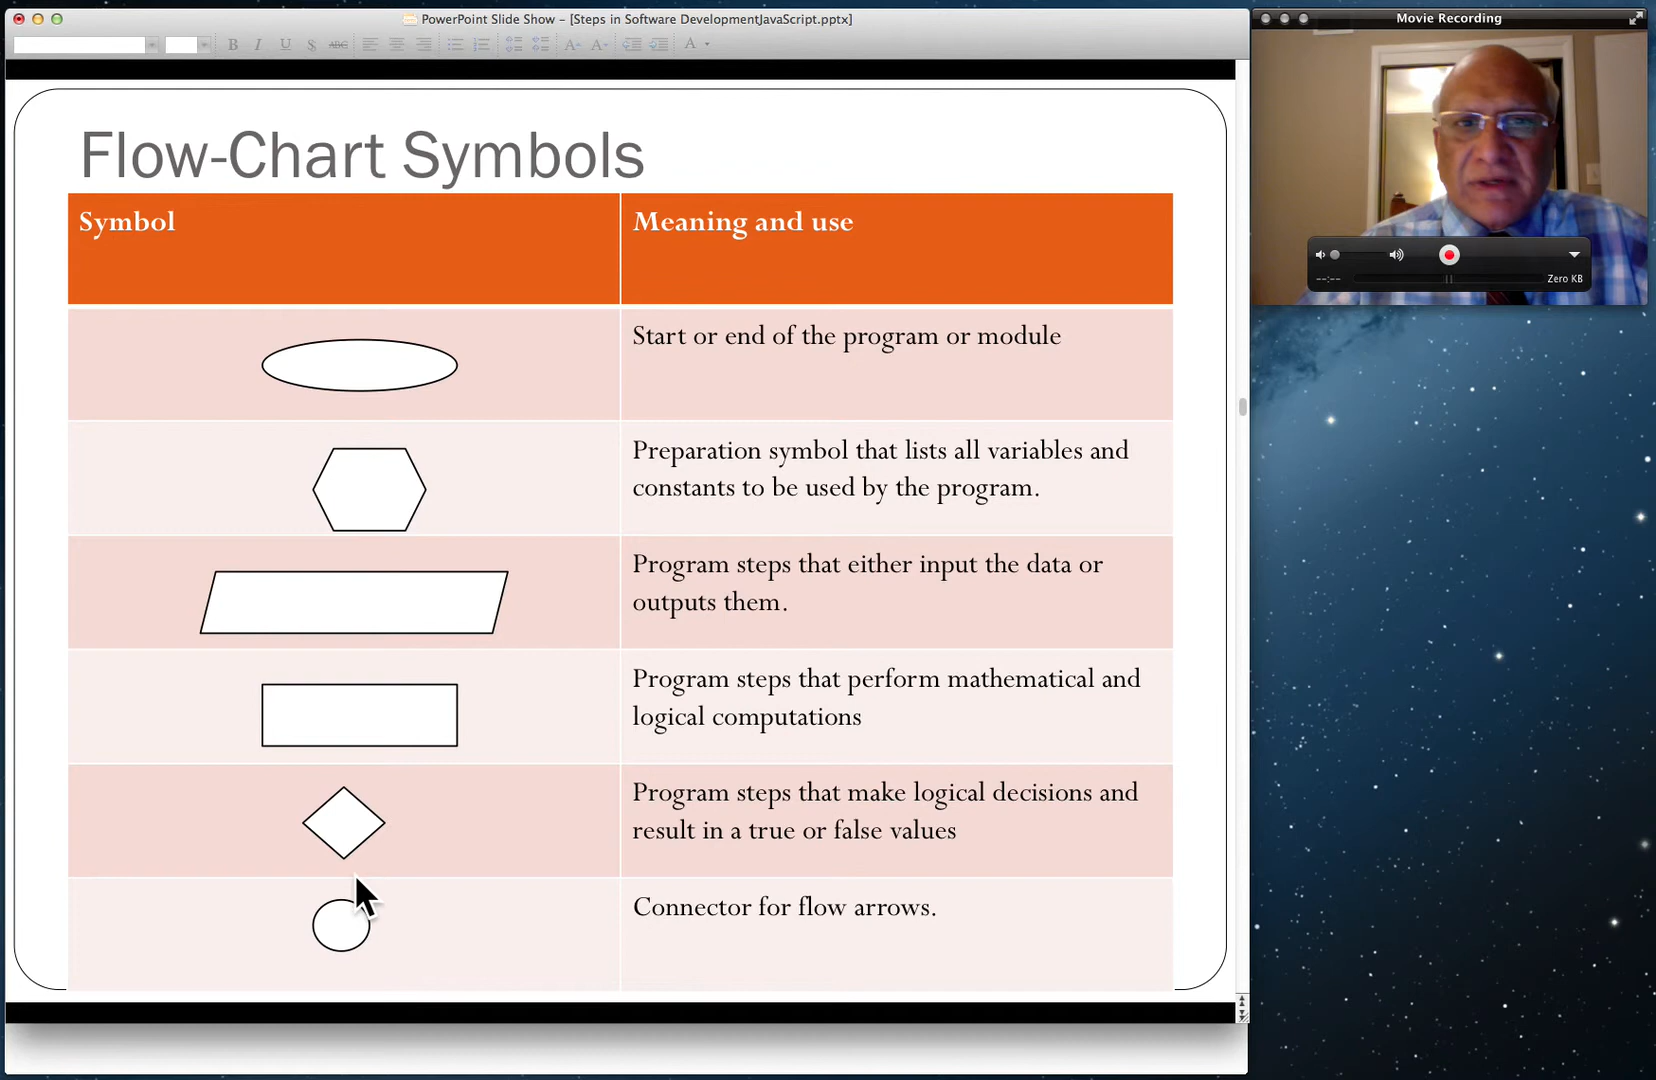 PowerPoint Slide Show – [Steps in Software DevelopmentJavaScript.pptx]
B I U S ABC A A A
Movie Recording
--:-- Zero KB
Flow-Chart Symbols
Symbol
Meaning and use
Start or end of the program or module
Preparation symbol that lists all variables and
constants to be used by the program.
Program steps that either input the data or
outputs them.
Program steps that perform mathematical and
logical computations
Program steps that make logical decisions and
result in a true or false values
Connector for flow arrows.